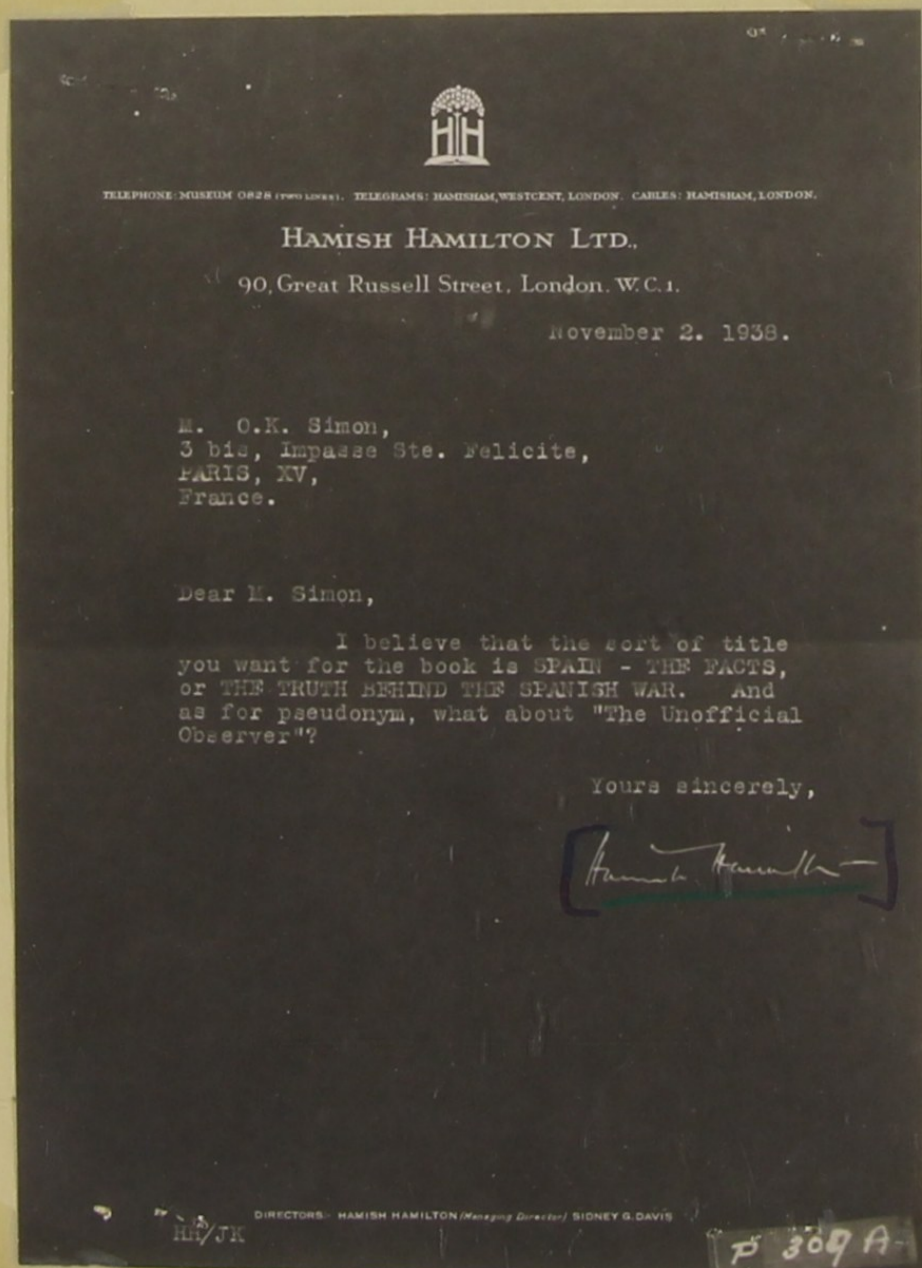 HH
TELEPHONE: MUSEUM 0828 (TWO LINES). TELEGRAMS: HAMISHAM, WESTCENT, LONDON. CABLES: HAMISHAM, LONDON.
HAMISH HAMILTON LTD.,
90, Great Russell Street, London. W.C.1.
November 2. 1938.
M. O.K. Simon,
3 bis, Impasse Ste. Felicite,
PARIS, XV,
France.
Dear M. Simon,
I believe that the sort of title
you want for the book is SPAIN - THE FACTS,
or THE TRUTH BEHIND THE SPANISH WAR. And
as for pseudonym, what about "The Unofficial
Observer"?
Yours sincerely,
[Hamish Hamilton]
DIRECTORS: HAMISH HAMILTON (Managing Director) SIDNEY G. DAVIS
HH/JK
P 309 A